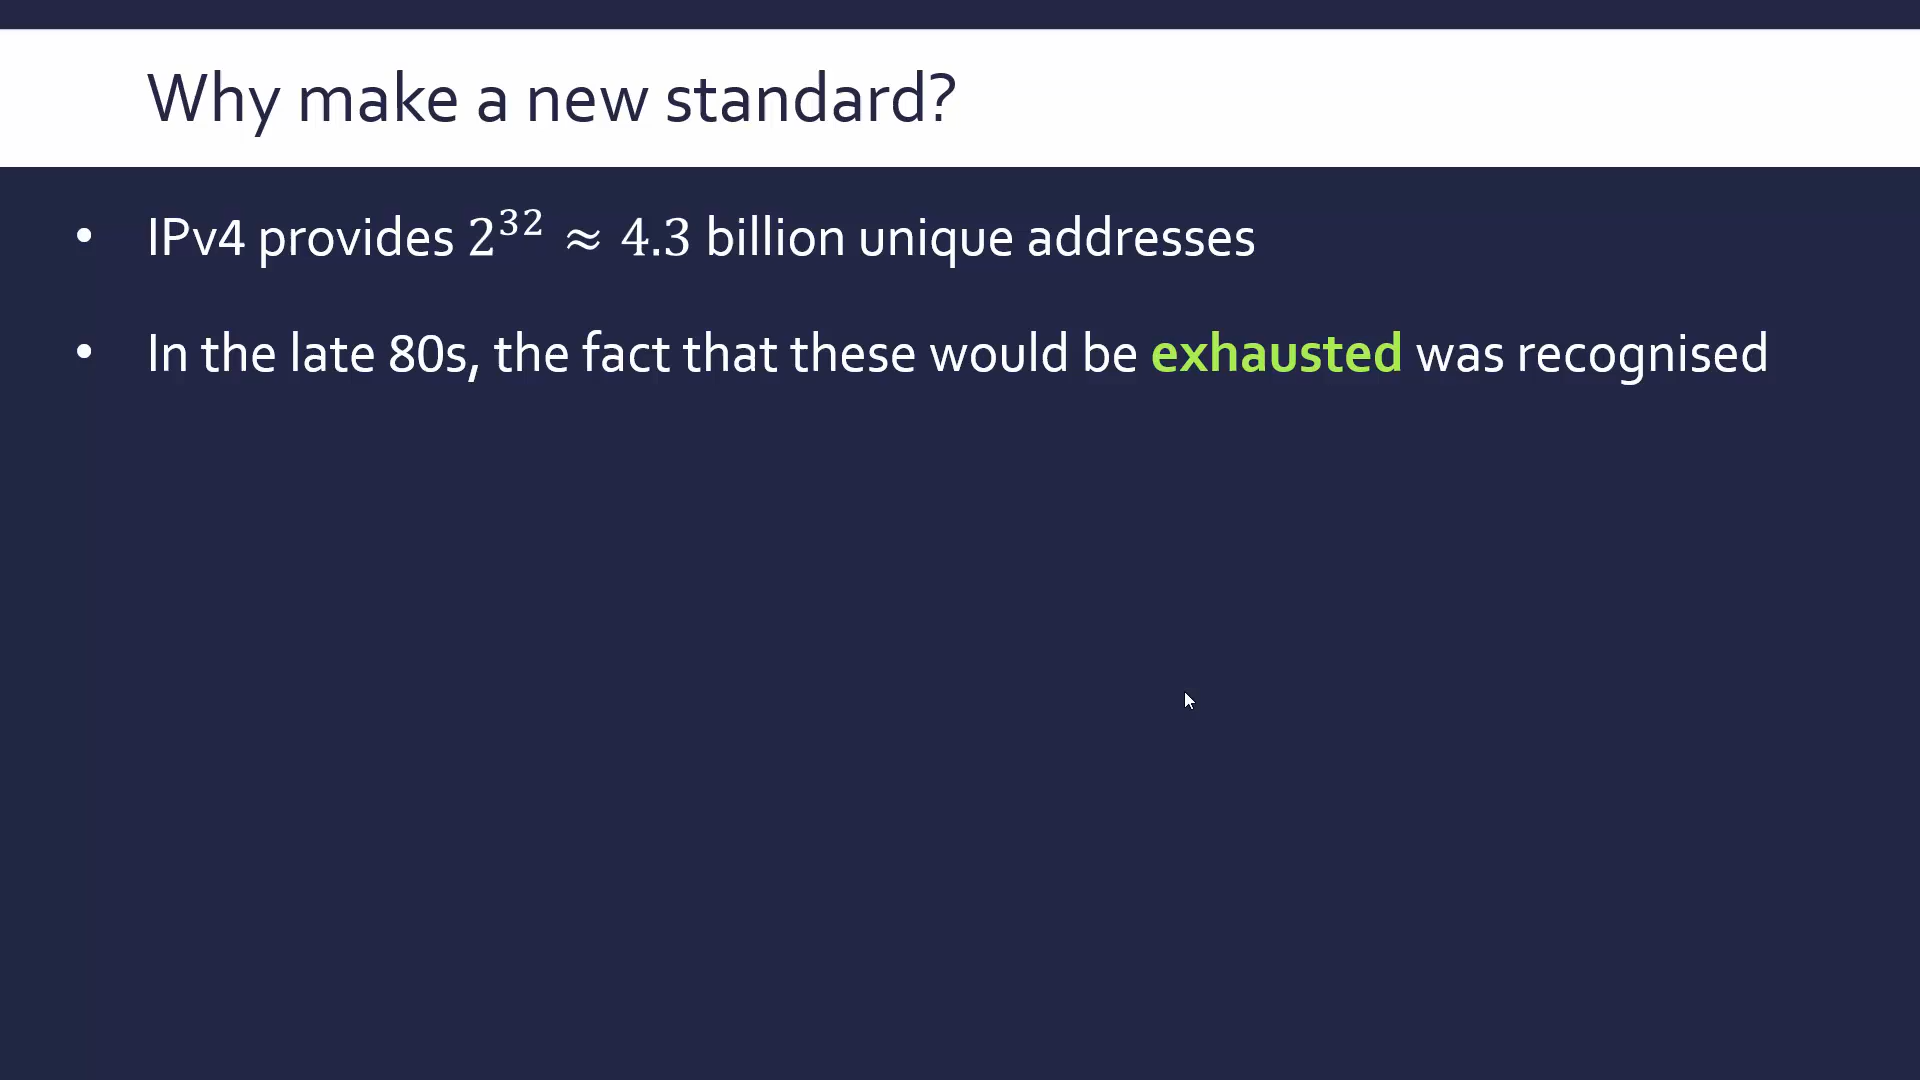 Why make a new standard?
• IPv4 provides 2³² ≈ 4.3 billion unique addresses
• In the late 80s, the fact that these would be exhausted was recognised